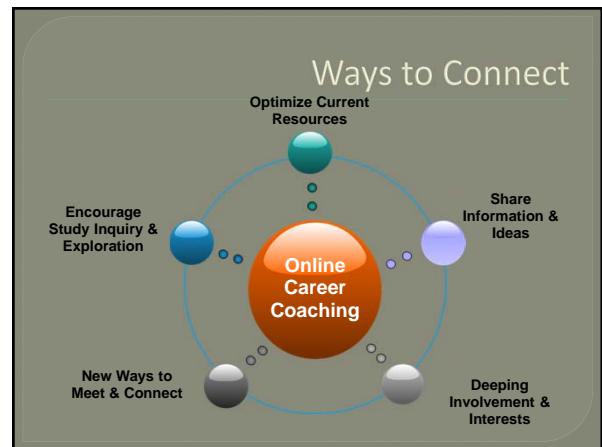 Ways to Connect
Optimize Current
Resources
Share
Information &
Ideas
Encourage
Study Inquiry &
Exploration
Online
Career
Coaching
New Ways to
Meet & Connect
Deeping
Involvement &
Interests